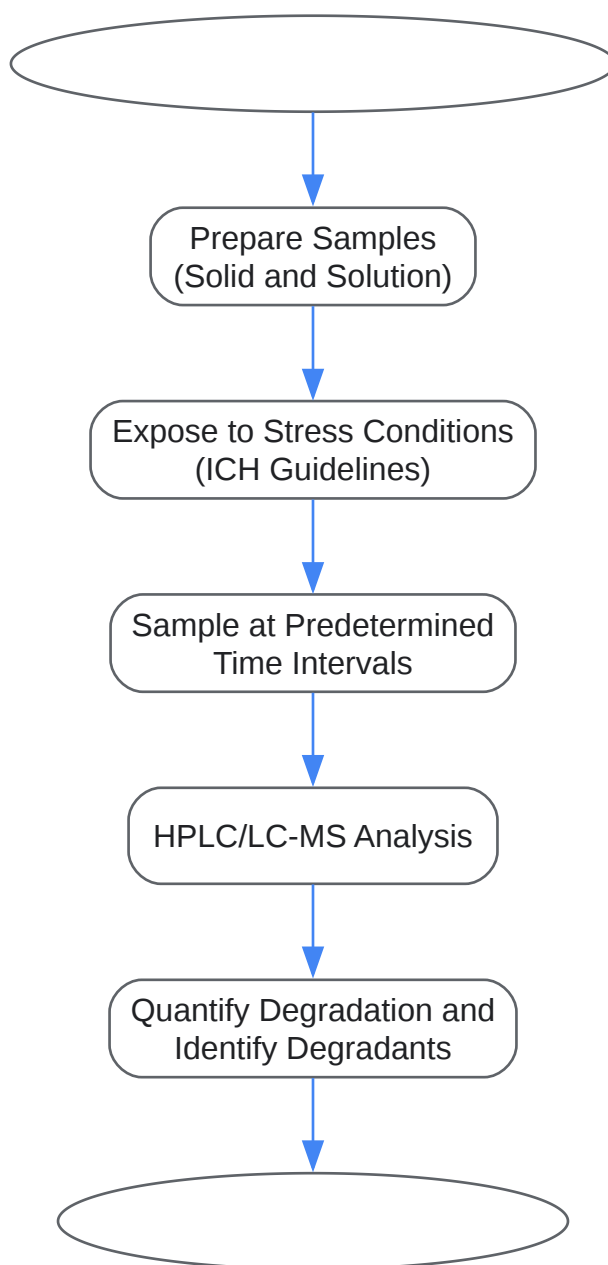 Prepare Samples
(Solid and Solution)
Expose to Stress Conditions
(ICH Guidelines)
Sample at Predetermined
Time Intervals
HPLC/LC-MS Analysis
Quantify Degradation and
Identify Degradants